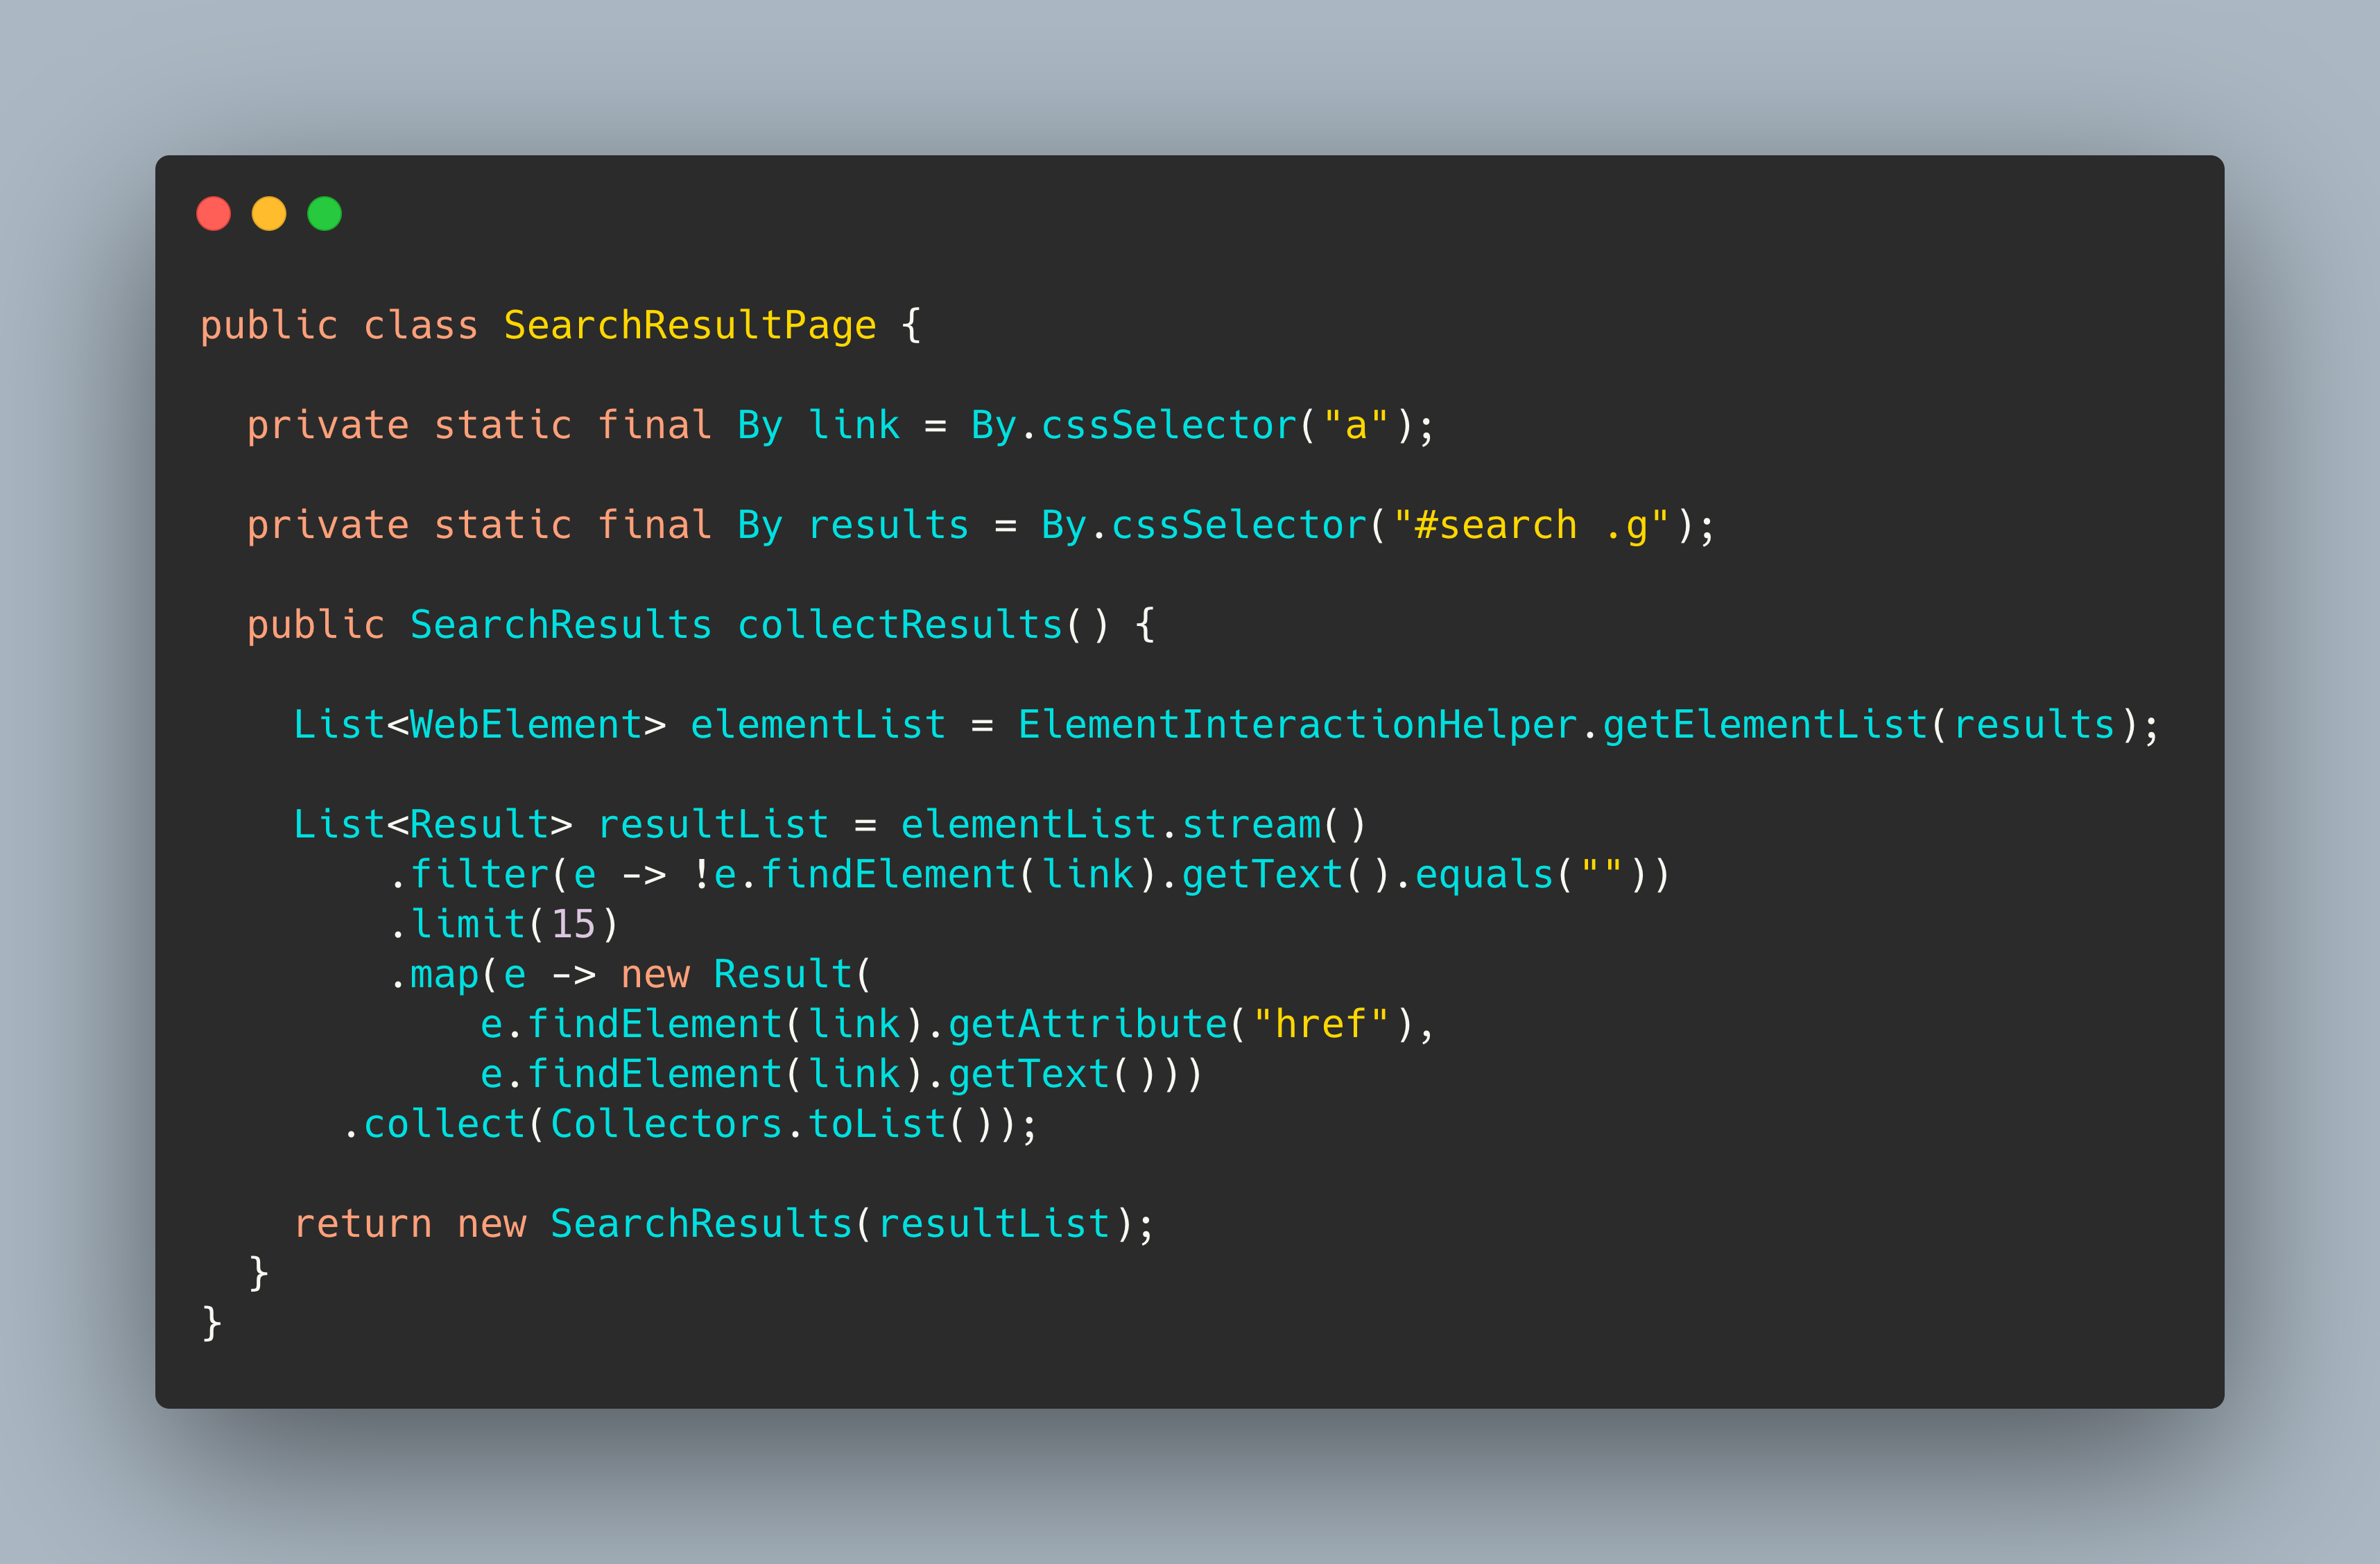 public class SearchResultPage {
  private static final By link = By.cssSelector("a");
  private static final By results = By.cssSelector("#search .g");
  public SearchResults collectResults() {
    List<WebElement> elementList = ElementInteractionHelper.getElementList(results);
    List<Result> resultList = elementList.stream()
        .filter(e -> !e.findElement(link).getText().equals(""))
        .limit(15)
        .map(e -> new Result(
            e.findElement(link).getAttribute("href"),
            e.findElement(link).getText()))
      .collect(Collectors.toList());
    return new SearchResults(resultList);
  }
}